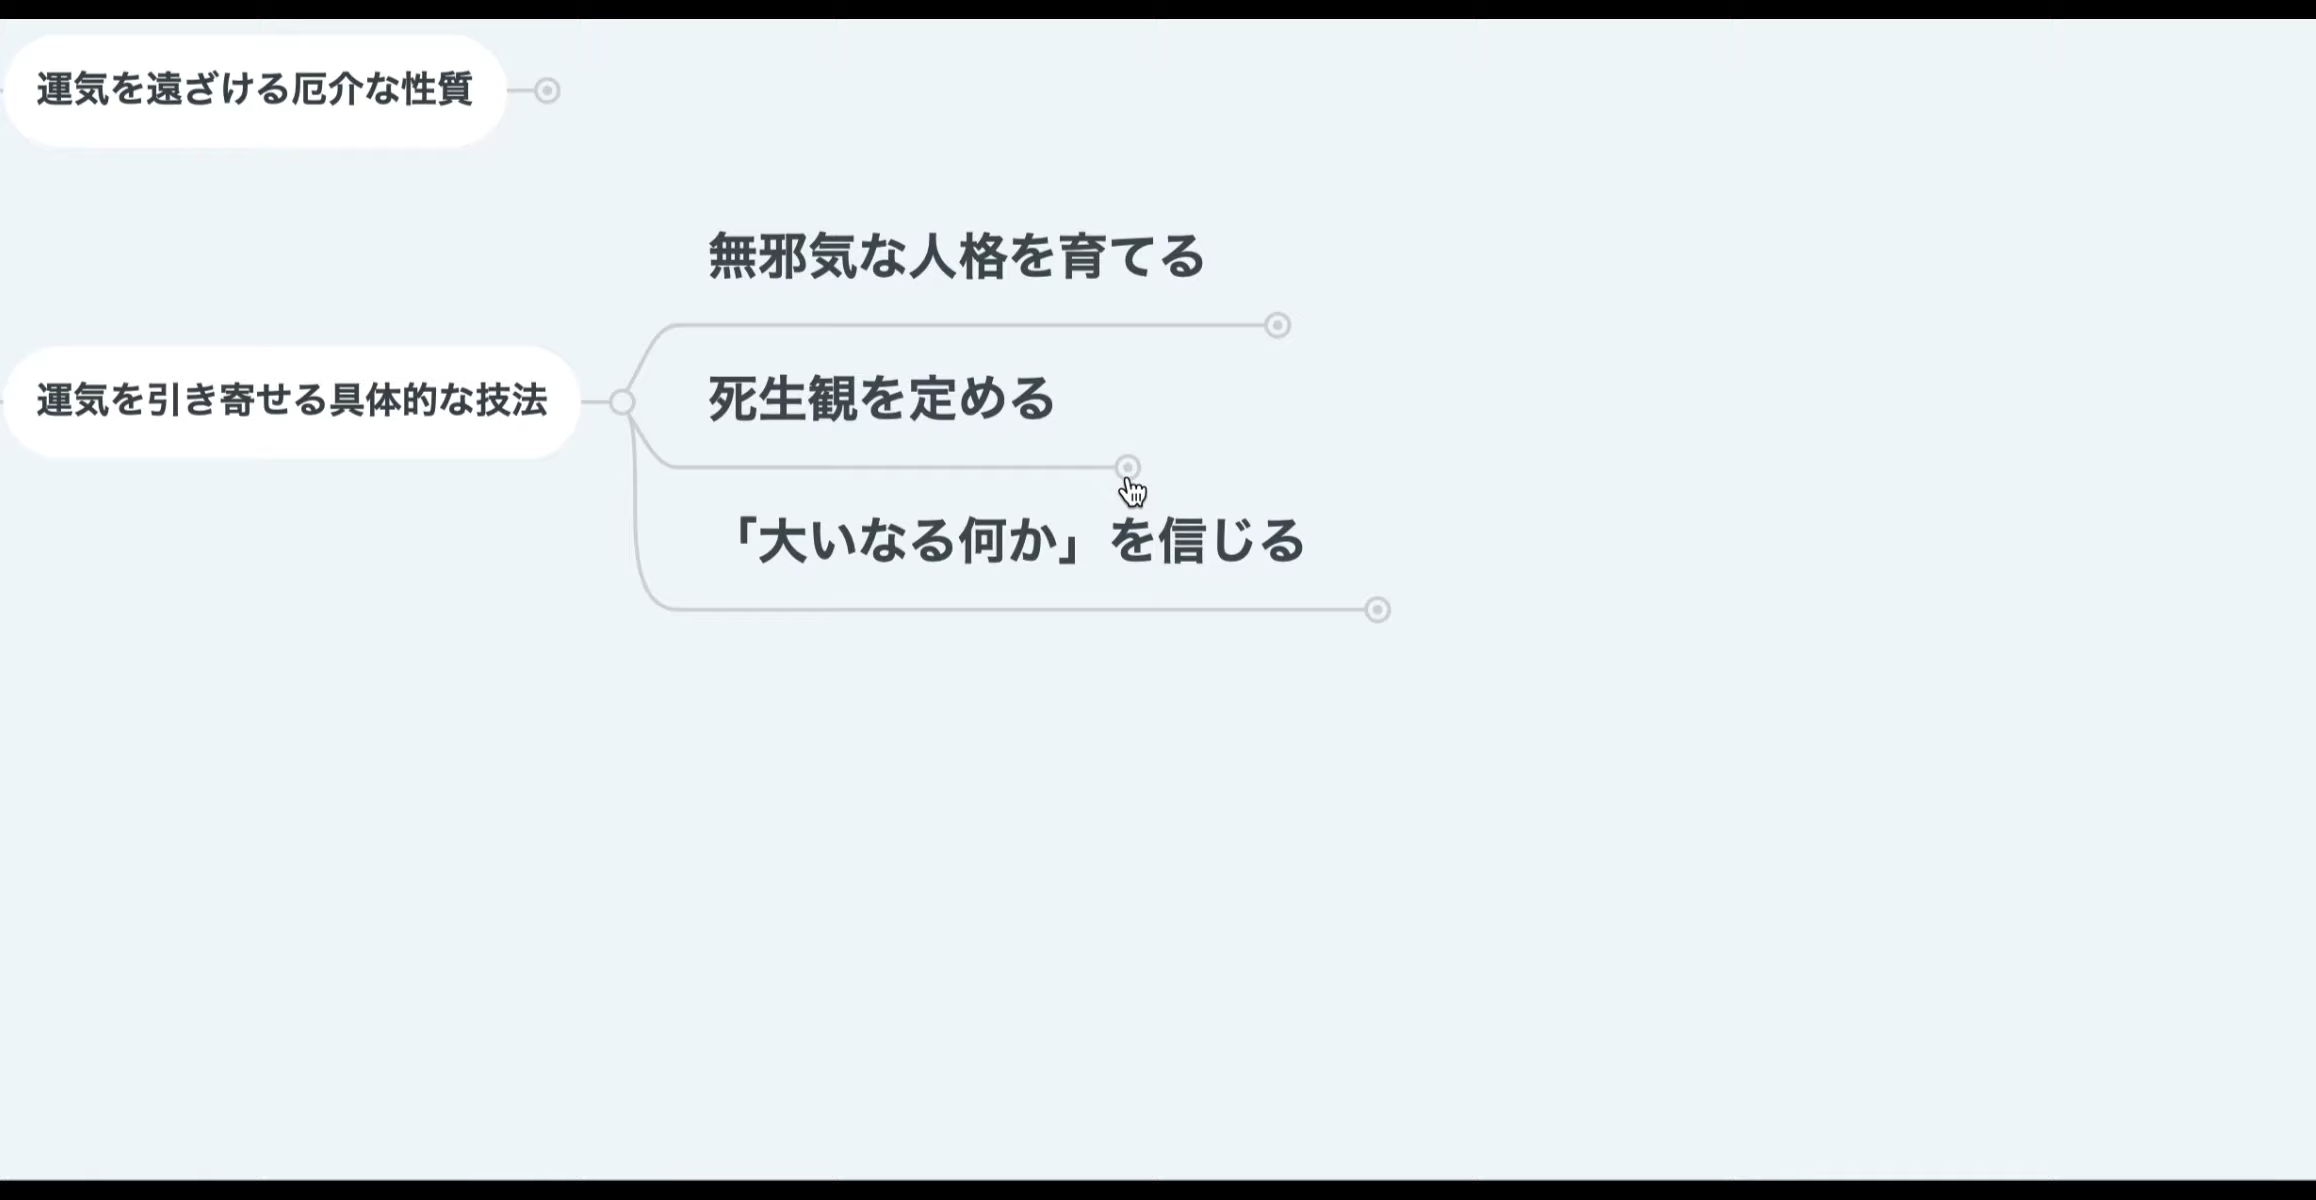 運気を遠ざける厄介な性質
無邪気な人格を育てる
運気を引き寄せる具体的な技法
死生観を定める
「大いなる何か」を信じる